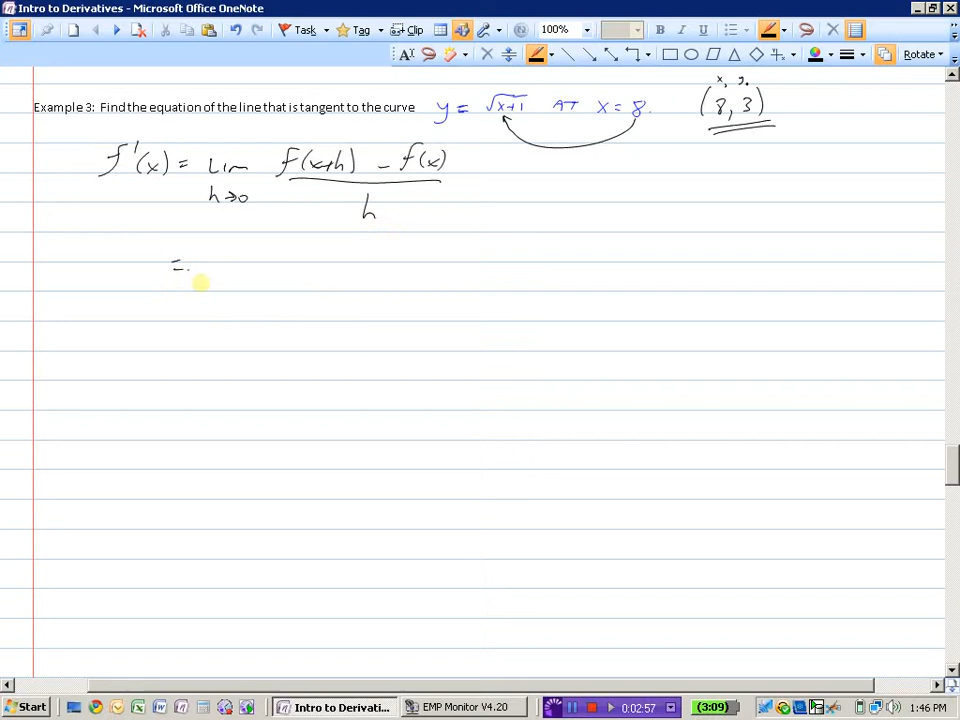 Intro to Derivatives - Microsoft Office OneNote
Task Tag Clip 100% B I U
A Rotate
x, y.
Example 3: Find the equation of the line that is tangent to the curve y = √x+1 AT x = 8. (8, 3)
f'(x) = Lim f(x+h) - f(x)
h→0 h
=
Start Intro to Derivati... EMP Monitor V4.20 0:02:57 (3:09) 1:46 PM